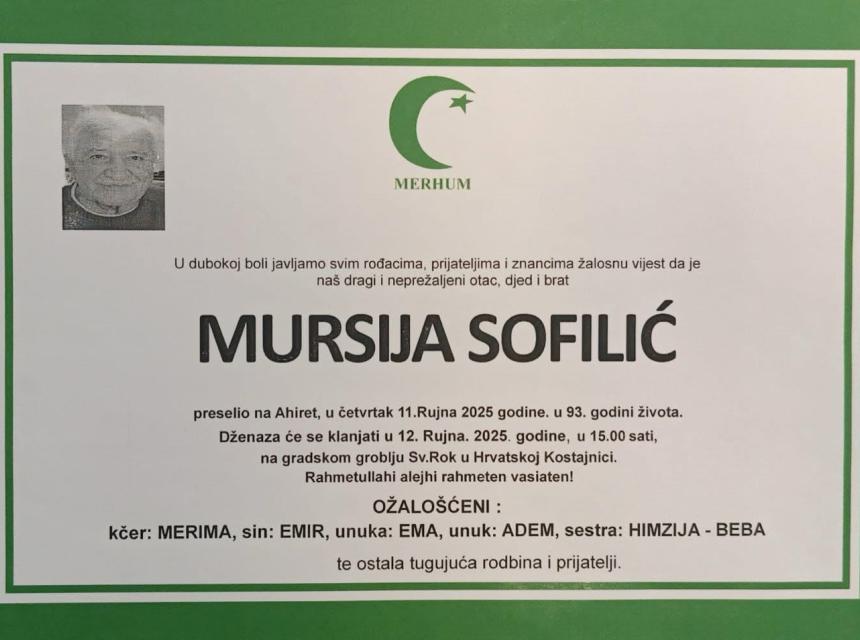 MERHUM
U dubokoj boli javljamo svim rođacima, prijateljima i znancima žalosnu vijest da je
naš dragi i neprežaljeni otac, djed i brat
MURSIJA SOFILIĆ
preselio na Ahiret, u četvrtak 11.Rujna 2025 godine. u 93. godini života.
Dženaza će se klanjati u 12. Rujna. 2025. godine, u 15.00 sati,
na gradskom groblju Sv.Rok u Hrvatskoj Kostajnici.
Rahmetullahi alejhi rahmeten vasiaten!
OŽALOŠĆENI :
kčer: MERIMA, sin: EMIR, unuka: EMA, unuk: ADEM, sestra: HIMZIJA - BEBA
te ostala tugujuća rodbina i prijatelji.